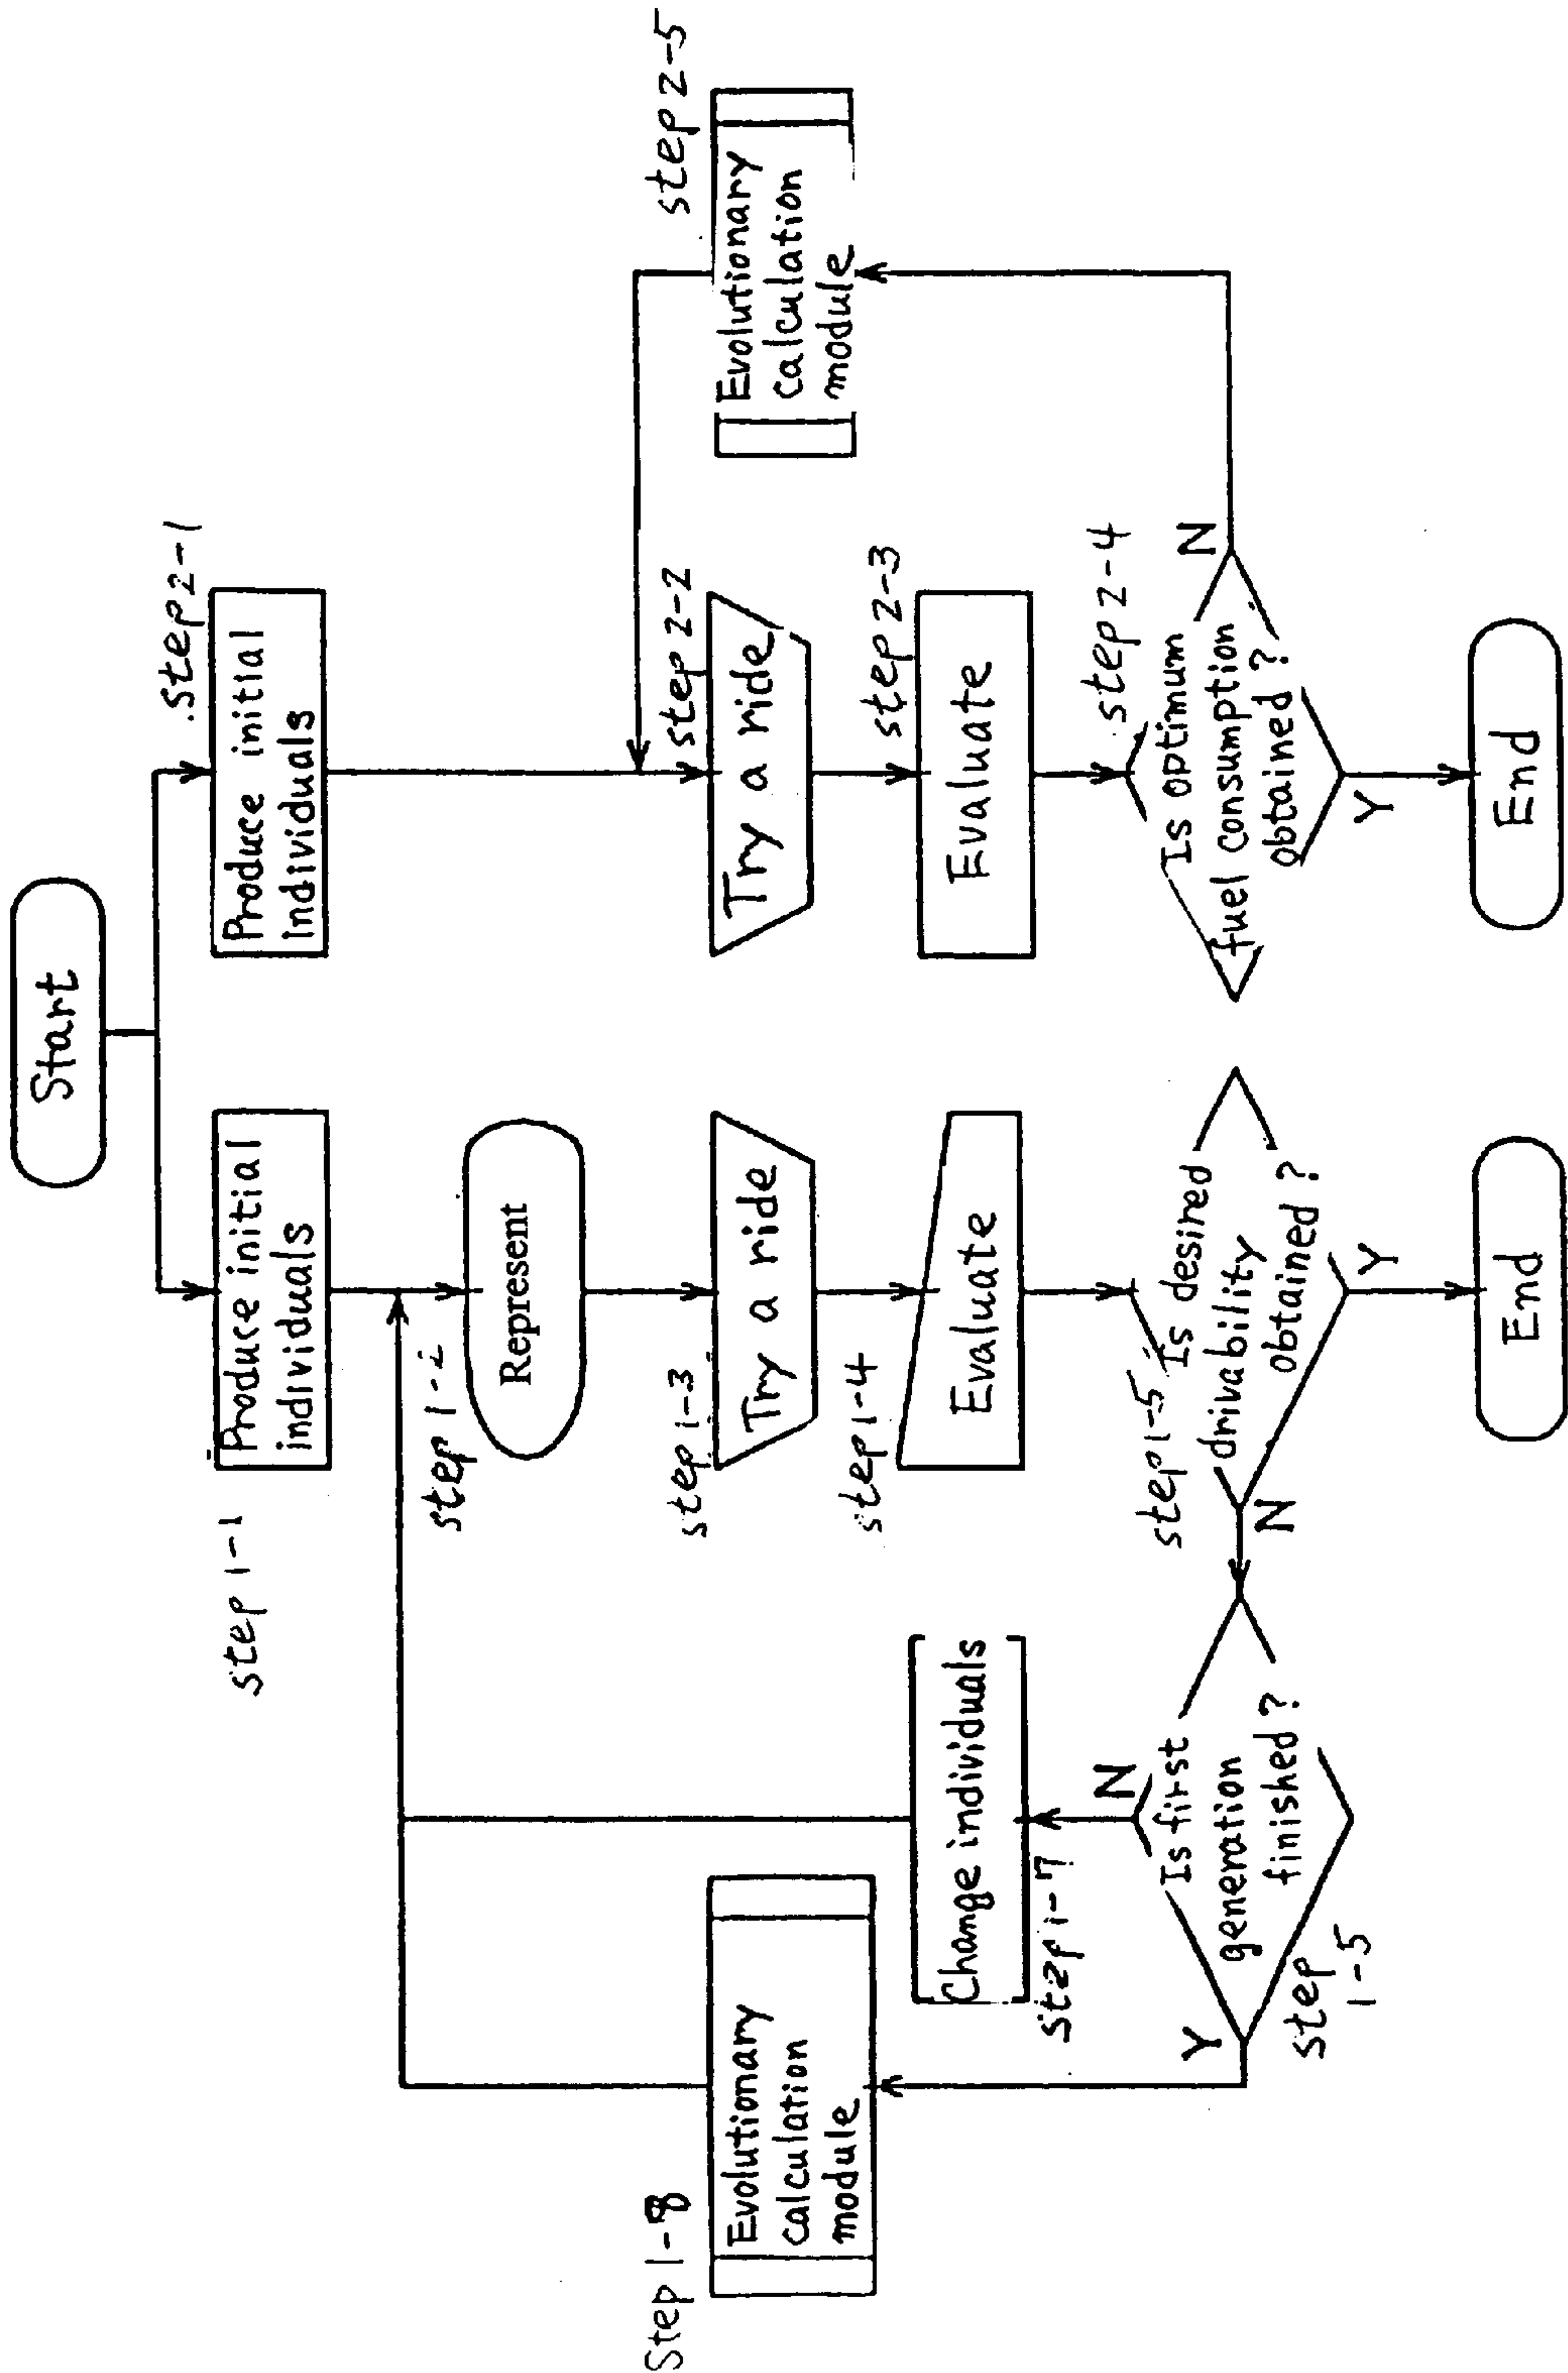 Start
step 1-1
Produce initial
individuals
.step 2-1
Produce initial
individuals
step 1-2
Represent
step 1-3
Try a ride
step 2-2
Try a ride
step 1-4
Evaluate
step 2-3
Evaluate
Step 1-8
Evolutionary
calculation
module
Change individuals
step 1-7
step 2-5
Evolutionary
calculation
module
step 1-5
Is desired
drivability
obtained ?
N
Y
End
Is first
generation
finished ?
N
Y
step
1-5
step 2-4
Is optimum
fuel consumption
obtained ?
N
Y
End